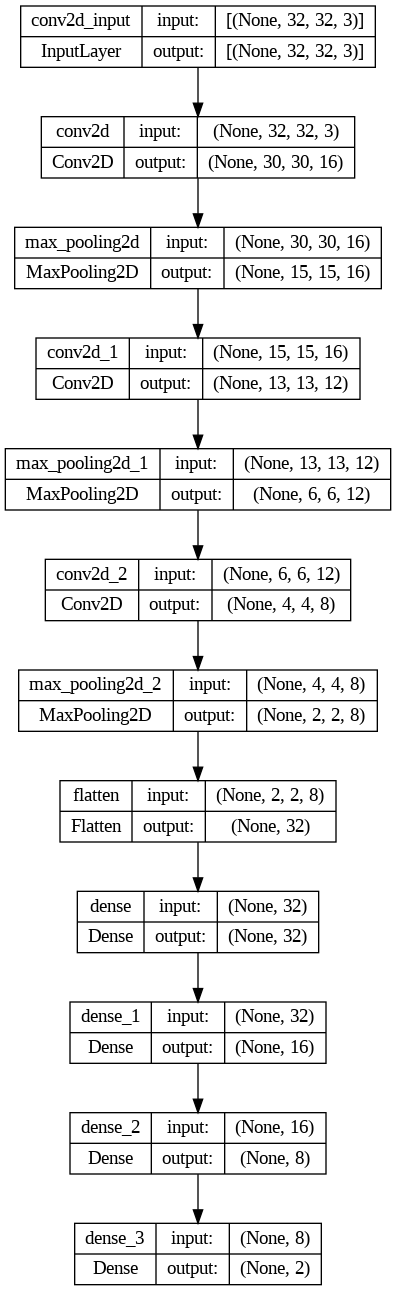 conv2d_input input: [(None, 32, 32, 3)]
InputLayer output: [(None, 32, 32, 3)]
conv2d input: (None, 32, 32, 3)
Conv2D output: (None, 30, 30, 16)
max_pooling2d input: (None, 30, 30, 16)
MaxPooling2D output: (None, 15, 15, 16)
conv2d_1 input: (None, 15, 15, 16)
Conv2D output: (None, 13, 13, 12)
max_pooling2d_1 input: (None, 13, 13, 12)
MaxPooling2D output: (None, 6, 6, 12)
conv2d_2 input: (None, 6, 6, 12)
Conv2D output: (None, 4, 4, 8)
max_pooling2d_2 input: (None, 4, 4, 8)
MaxPooling2D output: (None, 2, 2, 8)
flatten input: (None, 2, 2, 8)
Flatten output: (None, 32)
dense input: (None, 32)
Dense output: (None, 32)
dense_1 input: (None, 32)
Dense output: (None, 16)
dense_2 input: (None, 16)
Dense output: (None, 8)
dense_3 input: (None, 8)
Dense output: (None, 2)